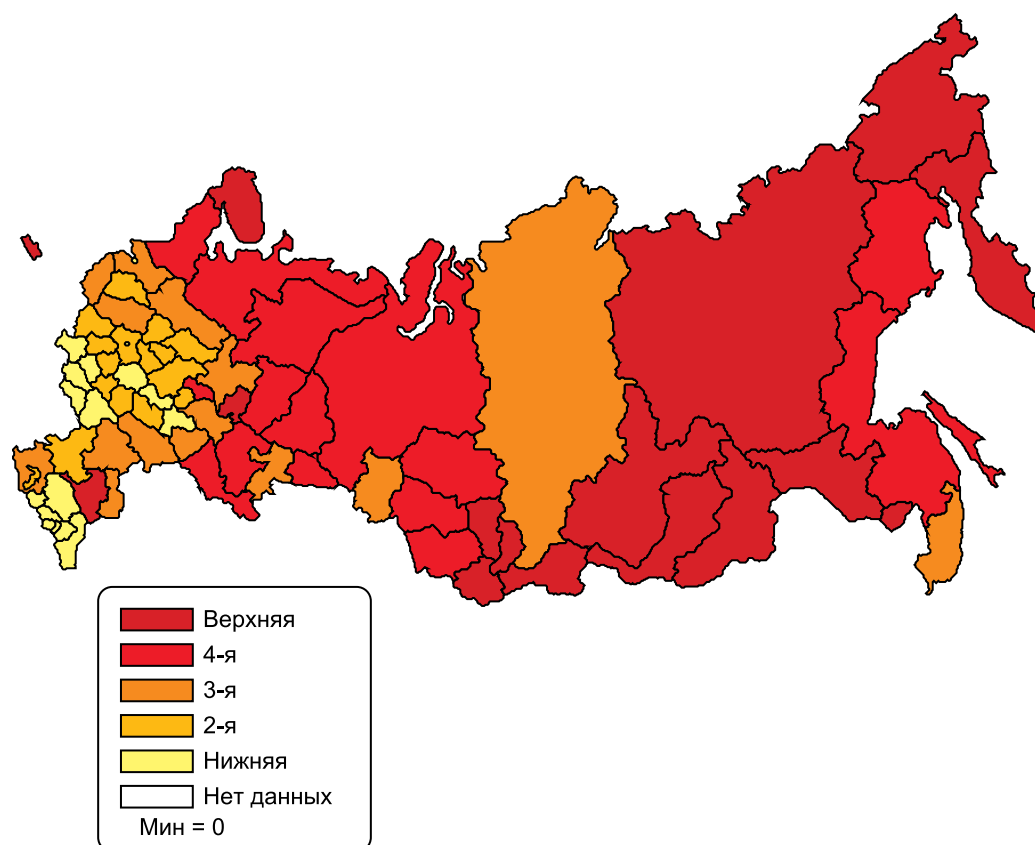 Верхняя
4-я
3-я
2-я
Нижняя
Нет данных
Мин = 0